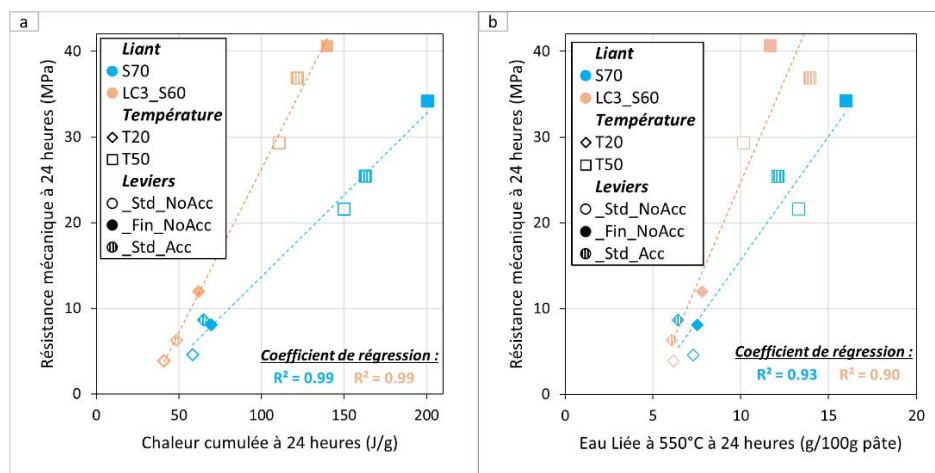 a
Résistance mécanique à 24 heures (MPa)
40
30
20
10
0
Liant
S70
LC3_S60
Température
T20
T50
Leviers
_Std_NoAcc
_Fin_NoAcc
_Std_Acc
Coefficient de régression :
R² = 0.99 R² = 0.99
0 50 100 150 200
Chaleur cumulée à 24 heures (J/g)
b
Résistance mécanique à 24 heures (MPa)
40
30
20
10
0
Liant
S70
LC3_S60
Température
T20
T50
Leviers
_Std_NoAcc
_Fin_NoAcc
_Std_Acc
Coefficient de régression :
R² = 0.93 R² = 0.90
0 5 10 15 20
Eau Liée à 550°C à 24 heures (g/100g pâte)